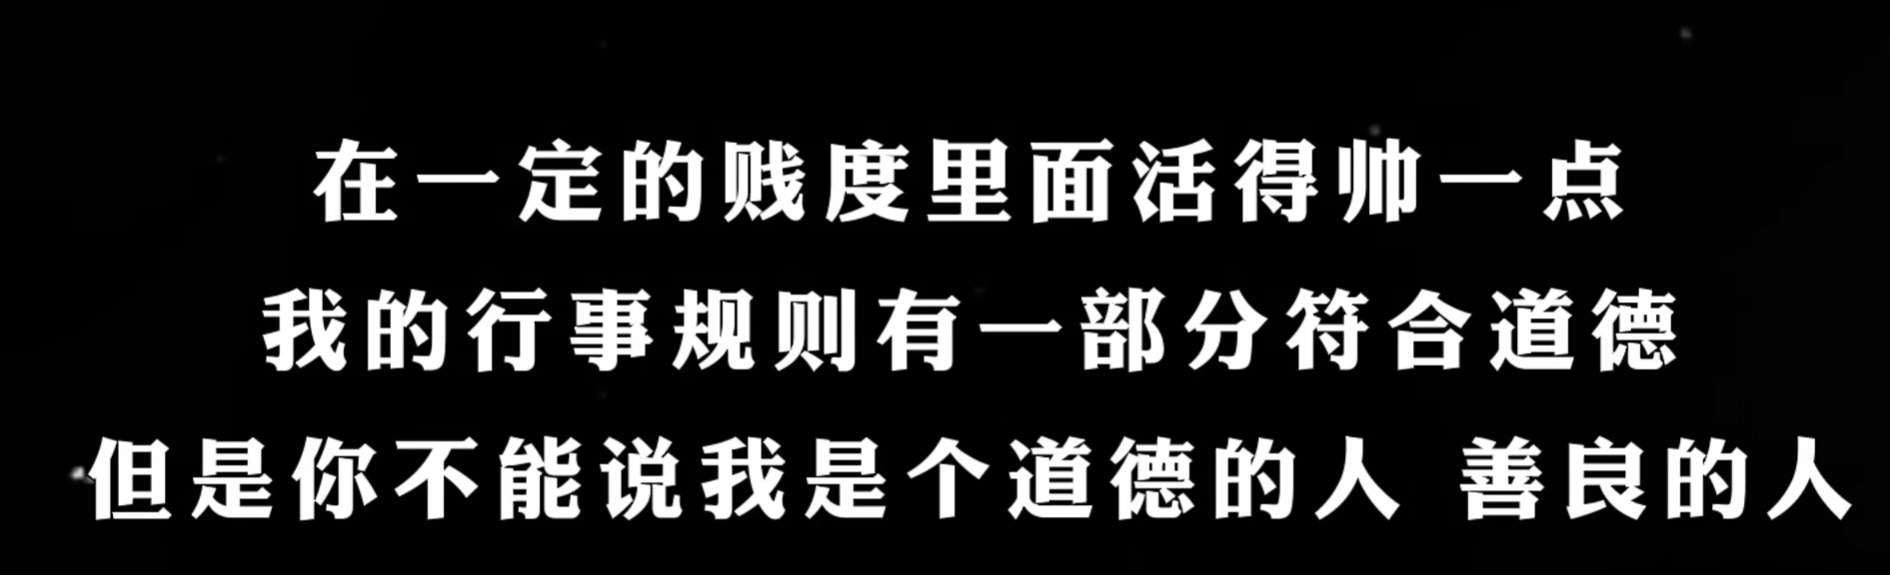 在一定的贱度里面活得帅一点
我的行事规则有一部分符合道德
但是你不能说我是个道德的人 善良的人